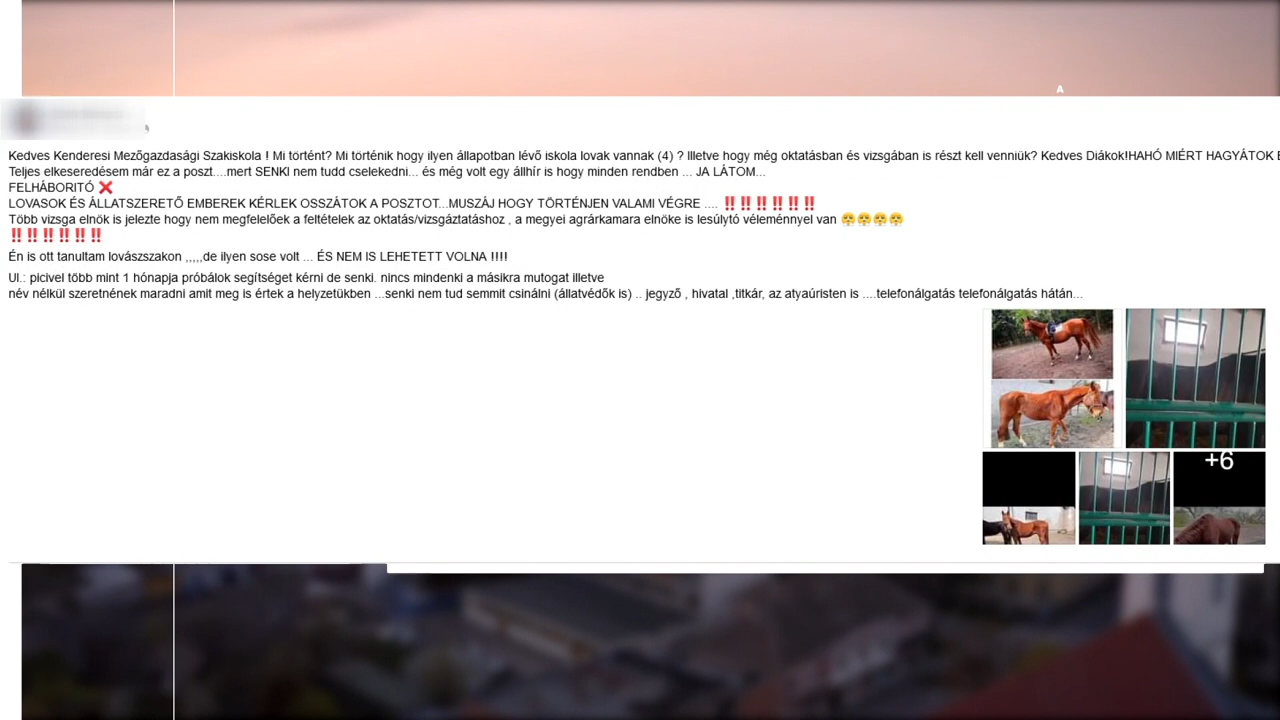 A
Kedves Kenderesi Mezőgazdasági Szakiskola ! Mi történt? Mi történik hogy ilyen állapotban lévő iskola lovak vannak (4) ? Illetve hogy még oktatásban és vizsgában is részt kell venniük? Kedves Diákok!HAHÓ MIÉRT HAGYÁTOK
Teljes elkeseredésem már ez a poszt....mert SENKI nem tudd cselekedni... és még volt egy álhír is hogy minden rendben ... JA LÁTOM...
FELHÁBORITÓ ❌
LOVASOK ÉS ÁLLATSZERETŐ EMBEREK KÉRLEK OSSZÁTOK A POSZTOT...MUSZÁJ HOGY TÖRTÉNJEN VALAMI VÉGRE .... ‼️‼️‼️‼️‼️‼️
Több vizsga elnök is jelezte hogy nem megfelelőek a feltételek az oktatás/vizsgáztatáshoz , a megyei agrárkamara elnöke is lesúlytó véleménnyel van 😤😤😤😤
‼️‼️‼️‼️‼️‼️
Én is ott tanultam lovászszakon ,,,,,de ilyen sose volt ... ÉS NEM IS LEHETETT VOLNA !!!!
Ui.: picivel több mint 1 hónapja próbálok segítséget kérni de senki. nincs mindenki a másikra mutogat illetve
név nélkül szeretnének maradni amit meg is értek a helyzetükben ...senki nem tud semmit csinálni (állatvédők is) .. jegyző , hivatal ,titkár, az atyaúristen is ....telefonálgatás telefonálgatás hátán...
+6